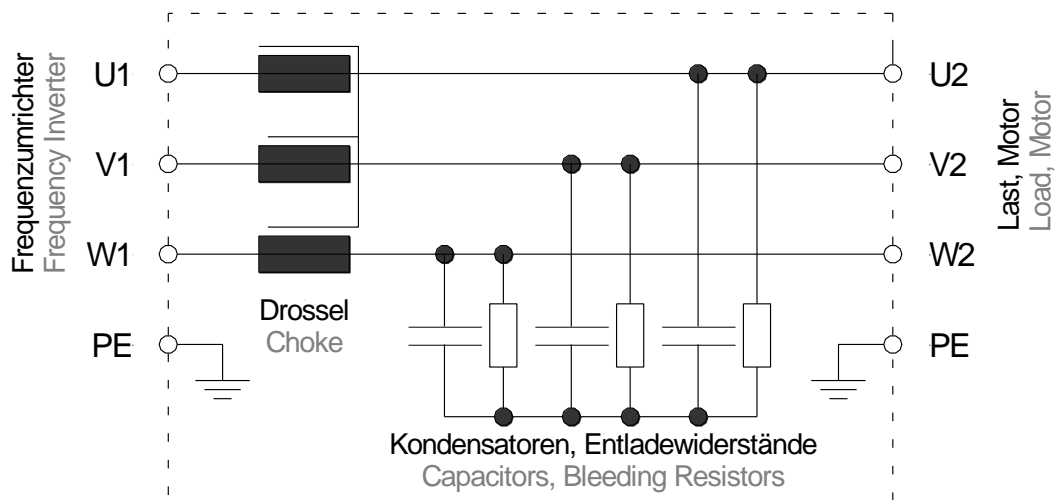 Frequenzumrichter
Frequency Inverter
U1
V1
W1
PE
Drossel
Choke
Kondensatoren, Entladewiderstände
Capacitors, Bleeding Resistors
U2
V2
W2
PE
Last, Motor
Load, Motor